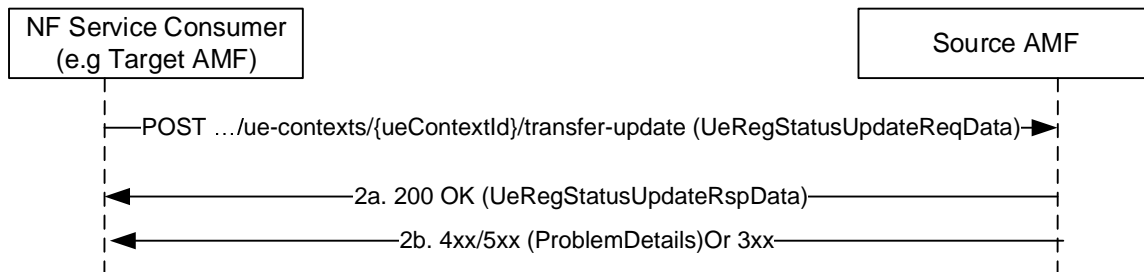 NF Service Consumer
(e.g Target AMF)
Source AMF
POST …/ue-contexts/{ueContextId}/transfer-update (UeRegStatusUpdateReqData)
2a. 200 OK (UeRegStatusUpdateRspData)
2b. 4xx/5xx (ProblemDetails)Or 3xx